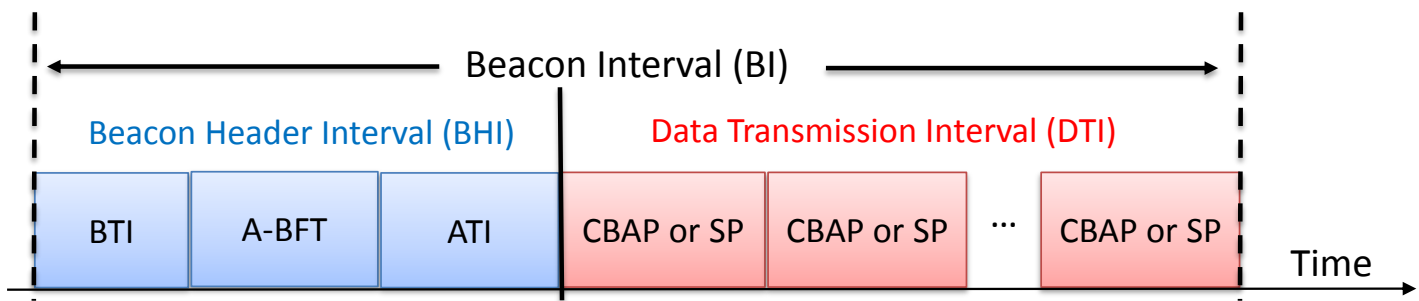 Beacon Interval (BI)
Beacon Header Interval (BHI)
Data Transmission Interval (DTI)
BTI
A-BFT
ATI
CBAP or SP
CBAP or SP
...
CBAP or SP
Time